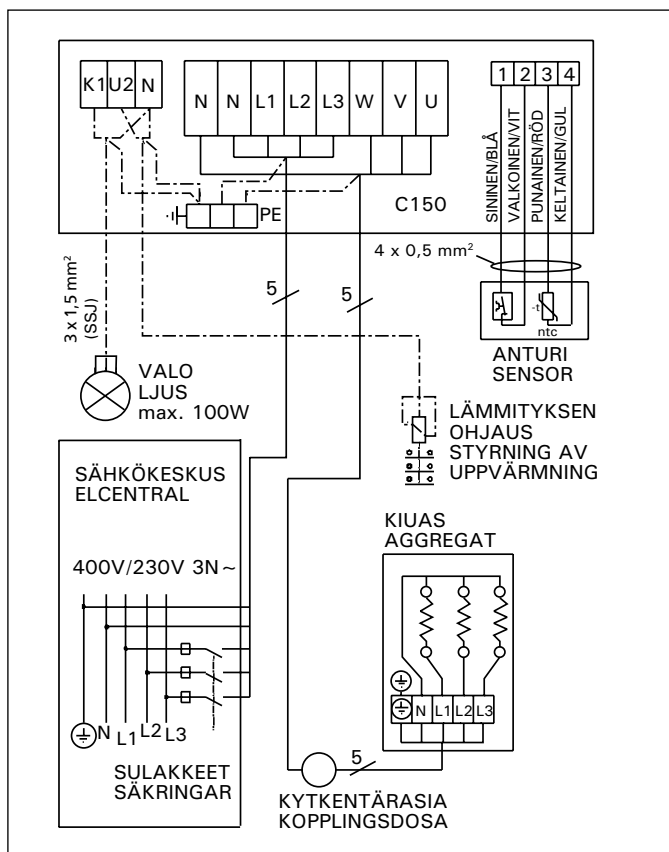 K1 U2 N
N N L1 L2 L3 W V U
1 2 3 4
SININEN/BLÅ
VALKOINEN/VIT
PUNAINEN/RÖD
KELTAINEN/GUL
PE
C150
4 x 0,5 mm²
3 x 1,5 mm²
(SSJ)
5
5
-t
ntc
ANTURI
SENSOR
VALO
LJUS
max. 100W
LÄMMITYKSEN
OHJAUS
STYRNING AV
UPPVÄRMNING
SÄHKÖKESKUS
ELCENTRAL
400V/230V 3N~
N L1 L2 L3
SULAKKEET
SÄKRINGAR
KIUAS
AGGREGAT
N L1 L2 L3
5
KYTKENTÄRASIA
KOPPLINGSDOSA